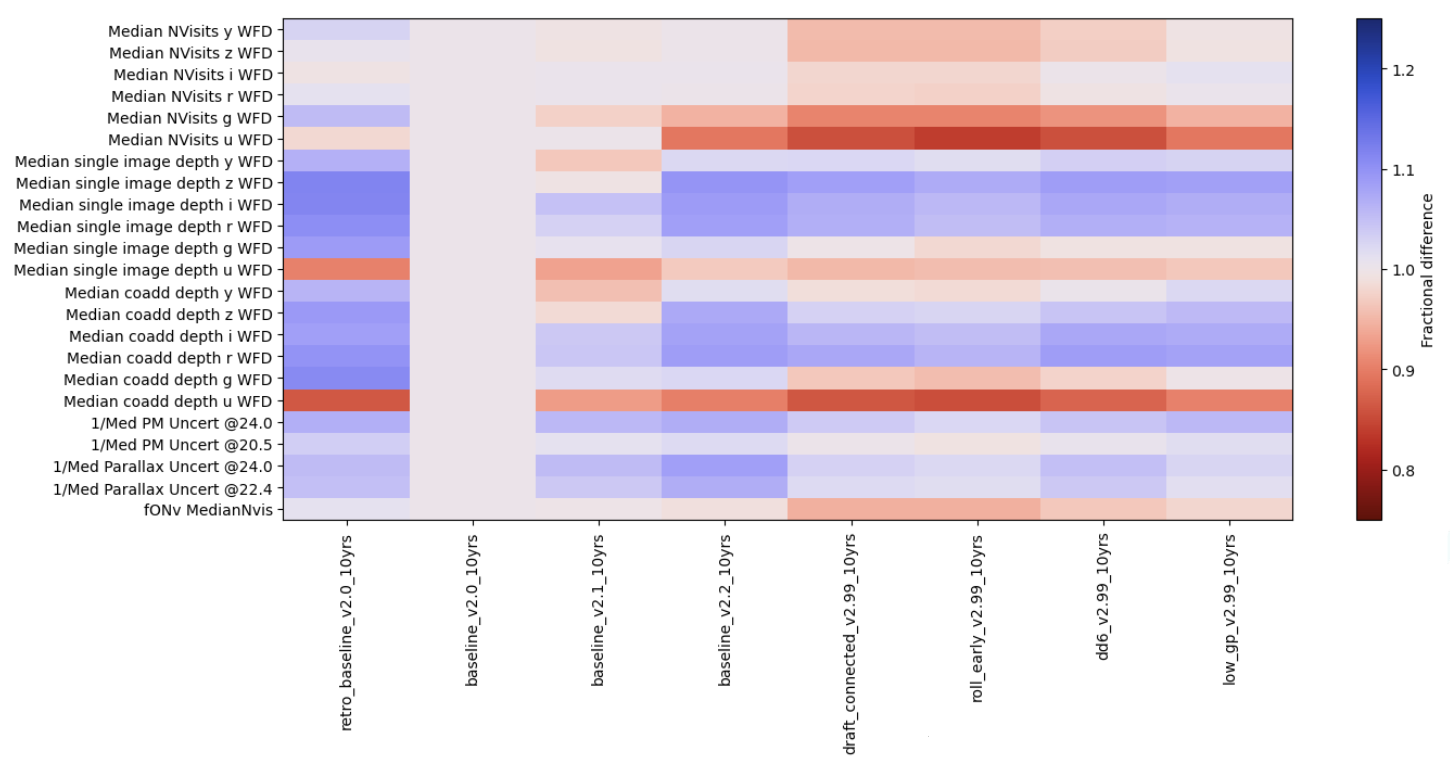 Median NVisits y WFD
Median NVisits z WFD
Median NVisits i WFD
Median NVisits r WFD
Median NVisits g WFD
Median NVisits u WFD
Median single image depth y WFD
Median single image depth z WFD
Median single image depth i WFD
Median single image depth r WFD
Median single image depth g WFD
Median single image depth u WFD
Median coadd depth y WFD
Median coadd depth z WFD
Median coadd depth i WFD
Median coadd depth r WFD
Median coadd depth g WFD
Median coadd depth u WFD
1/Med PM Uncert @24.0
1/Med PM Uncert @20.5
1/Med Parallax Uncert @24.0
1/Med Parallax Uncert @22.4
fONv MedianNvis
retro_baseline_v2.0_10yrs
baseline_v2.0_10yrs
baseline_v2.1_10yrs
baseline_v2.2_10yrs
draft_connected_v2.99_10yrs
roll_early_v2.99_10yrs
dd6_v2.99_10yrs
low_gp_v2.99_10yrs
1.2
1.1
1.0
0.9
0.8
Fractional difference